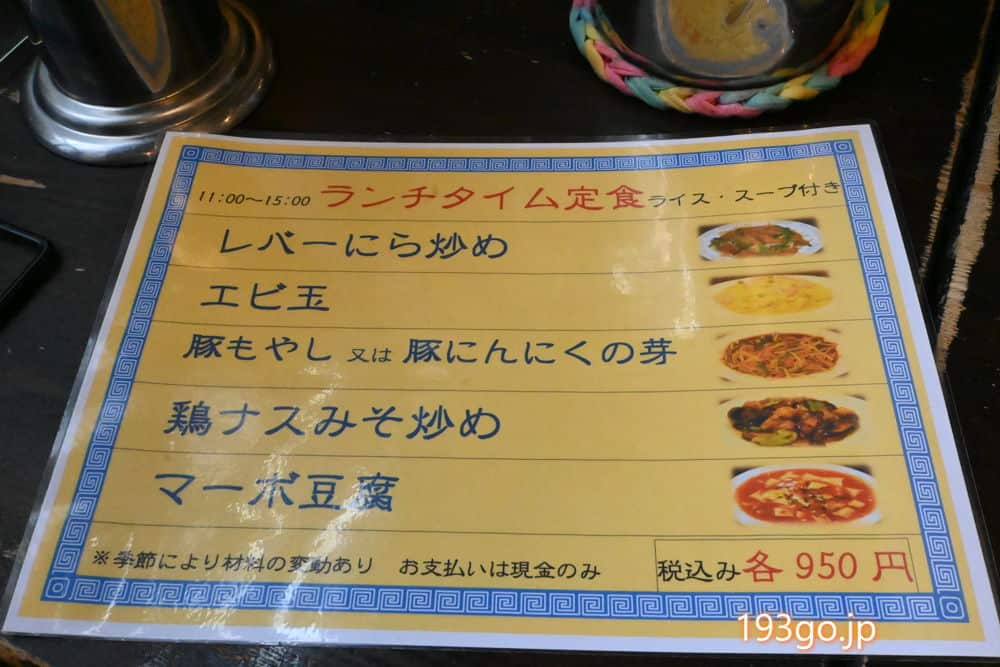 11:00～15:00 ランチタイム定食 ライス・スープ付き
レバーにら炒め
エビ玉
豚もやし 又は 豚にんにくの芽
鶏ナスみそ炒め
マーボ豆腐
※季節により材料の変動あり お支払いは現金のみ 税込み各 950 円
193go.jp